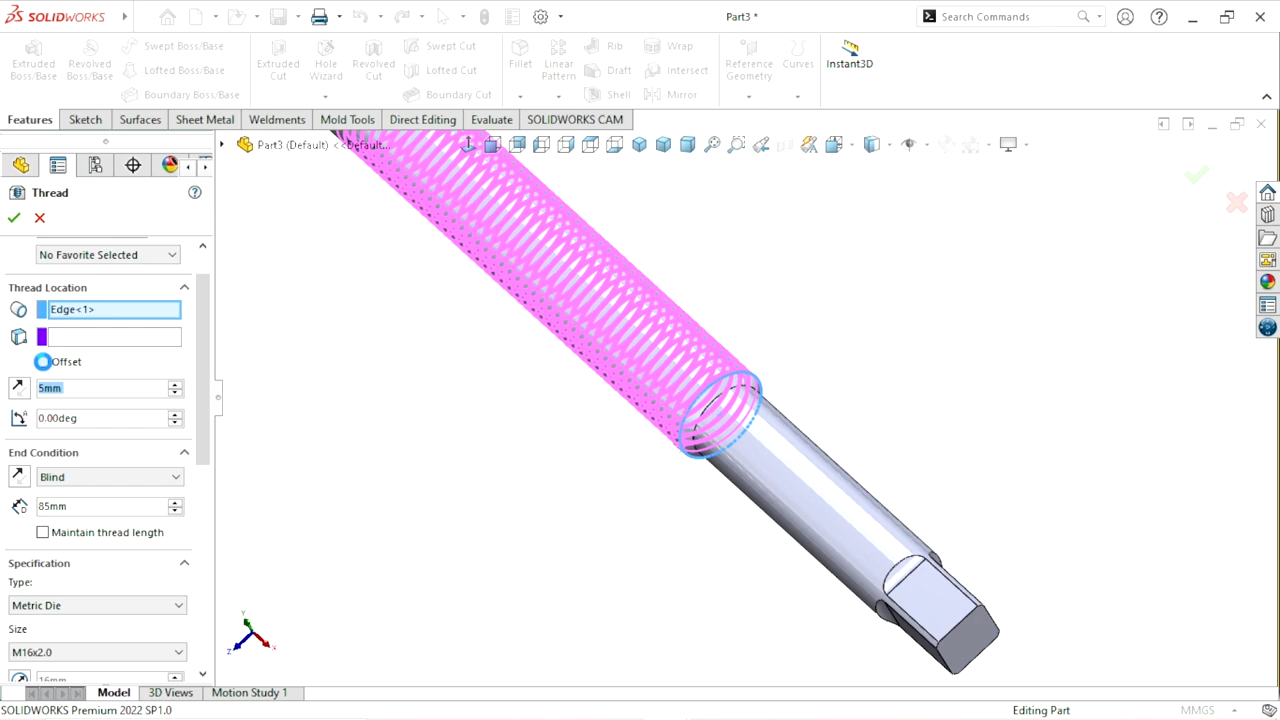 SOLIDWORKS
Part3 *
Search Commands
Extruded Boss/Base
Revolved Boss/Base
Swept Boss/Base
Lofted Boss/Base
Boundary Boss/Base
Extruded Cut
Hole Wizard
Revolved Cut
Swept Cut
Lofted Cut
Boundary Cut
Fillet
Linear Pattern
Rib
Draft
Shell
Wrap
Intersect
Mirror
Reference Geometry
Curves
Instant3D
Features
Sketch
Surfaces
Sheet Metal
Weldments
Mold Tools
Direct Editing
Evaluate
SOLIDWORKS CAM
Part3 (Default) <<Default...
Thread
No Favorite Selected
Thread Location
Edge<1>
Offset
5mm
0.00deg
End Condition
Blind
85mm
Maintain thread length
Specification
Type:
Metric Die
Size
M16x2.0
16mm
Y
Z
X
Model
3D Views
Motion Study 1
SOLIDWORKS Premium 2022 SP1.0
Editing Part
MMGS